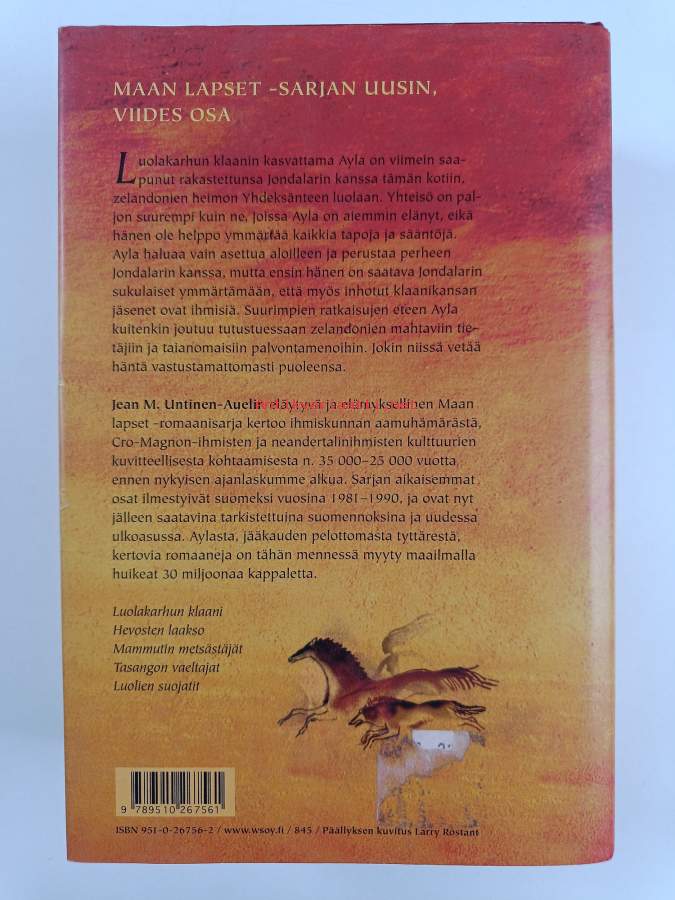 MAAN LAPSET -SARJAN UUSIN,
VIIDES OSA
Luolakarhun klaanin kasvattama Ayla on viimein saa-
punut rakastettunsa Jondalarin kanssa tämän kotiin,
zelandonien heimon Yhdeksänteen luolaan. Yhteisö on pal-
jon suurempi kuin ne, joissa Ayla on aiemmin elänyt, eikä
hänen ole helppo ymmärtää kaikkia tapoja ja sääntöjä.
Ayla haluaa vain asettua aloilleen ja perustaa perheen
Jondalarin kanssa, mutta ensin hänen on saatava Jondalarin
sukulaiset ymmärtämään, että myös inhotut klaanikansan
jäsenet ovat ihmisiä. Suurimpien ratkaisujen eteen Ayla
kuitenkin joutuu tutustuessaan zelandonien mahtaviin tie-
täjiin ja taianomaisiin palvontamenoihin. Jokin niissä vetää
häntä vastustamattomasti puoleensa.
Jean M. Untinen-Auelin eläytyvä ja elämyksellinen Maan
lapset -romaanisarja kertoo ihmiskunnan aamuhämärästä,
Cro-Magnon-ihmisten ja neandertalinihmisten kulttuurien
kuvitteellisesta kohtaamisesta n. 35 000–25 000 vuotta
ennen nykyisen ajanlaskumme alkua. Sarjan aikaisemmat
osat ilmestyivät suomeksi vuosina 1981–1990, ja ovat nyt
jälleen saatavina tarkistettuina suomennoksina ja uudessa
ulkoasussa. Aylasta, jääkauden pelottomasta tyttärestä,
kertovia romaaneja on tähän mennessä myyty maailmalla
huikeat 30 miljoonaa kappaletta.
Luolakarhun klaani
Hevosten laakso
Mammutin metsästäjät
Tasangon vaeltajat
Luolien suojatit
9 789510 267561
ISBN 951-0-26756-2 / www.wsoy.fi / 845 / Päällyksen kuvitus Larry Rostant